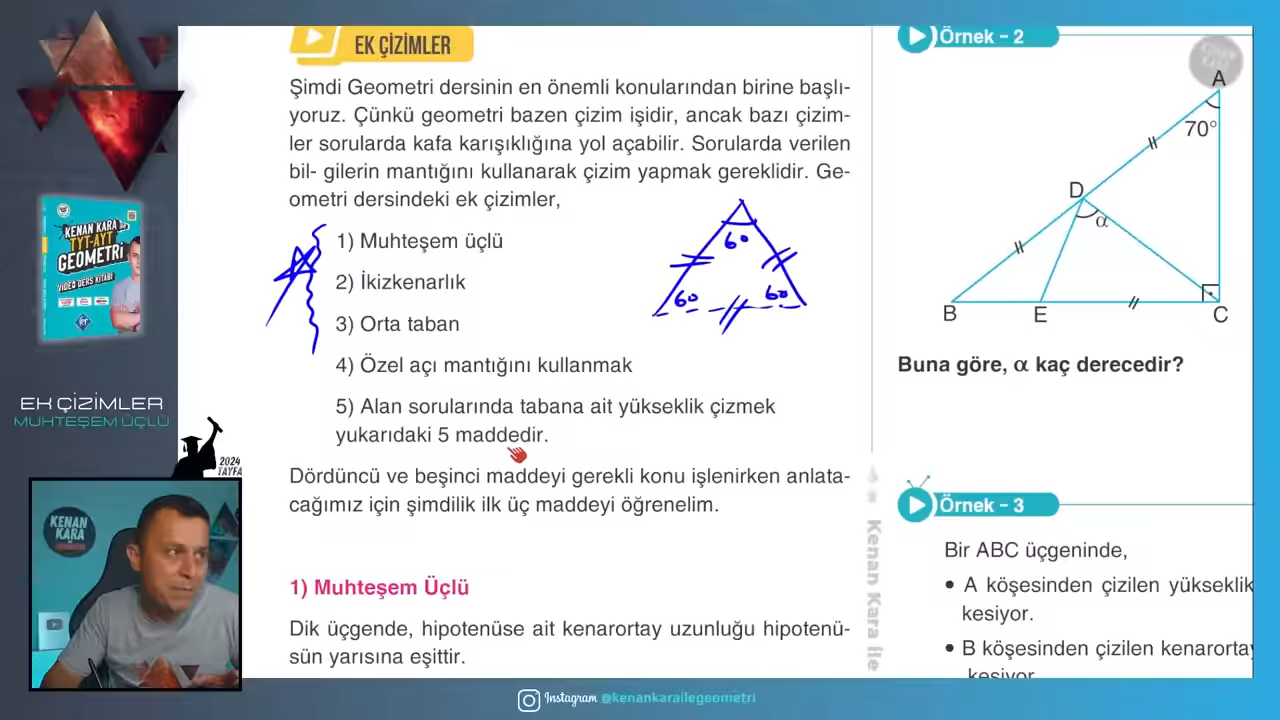 EK ÇİZİMLER
Şimdi Geometri dersinin en önemli konularından birine başlı-
yoruz. Çünkü geometri bazen çizim işidir, ancak bazı çizim-
ler sorularda kafa karışıklığına yol açabilir. Sorularda verilen
bil- gilerin mantığını kullanarak çizim yapmak gereklidir. Ge-
ometri dersindeki ek çizimler,
1) Muhteşem üçlü
2) İkizkenarlık
3) Orta taban
4) Özel açı mantığını kullanmak
5) Alan sorularında tabana ait yükseklik çizmek
yukarıdaki 5 maddedir.
60
60
60
Dördüncü ve beşinci maddeyi gerekli konu işlenirken anlata-
cağımız için şimdilik ilk üç maddeyi öğrenelim.
1) Muhteşem Üçlü
Dik üçgende, hipotenüse ait kenarortay uzunluğu hipotenü-
sün yarısına eşittir.
Örnek - 2
A
70°
D
α
B
E
C
Buna göre, α kaç derecedir?
Örnek - 3
Bir ABC üçgeninde,
• A köşesinden çizilen yükseklik
kesiyor.
• B köşesinden çizilen kenarortay
kesiyor
Kenan Kara ile
KENAN KARA
TYT-AYT
GEOMETRİ
VİDEO DERS KİTABI
EK ÇİZİMLER
MUHTEŞEM ÜÇLÜ
2024
TAYFA
KENAN
KARA
Instagram @kenankarailegeometri